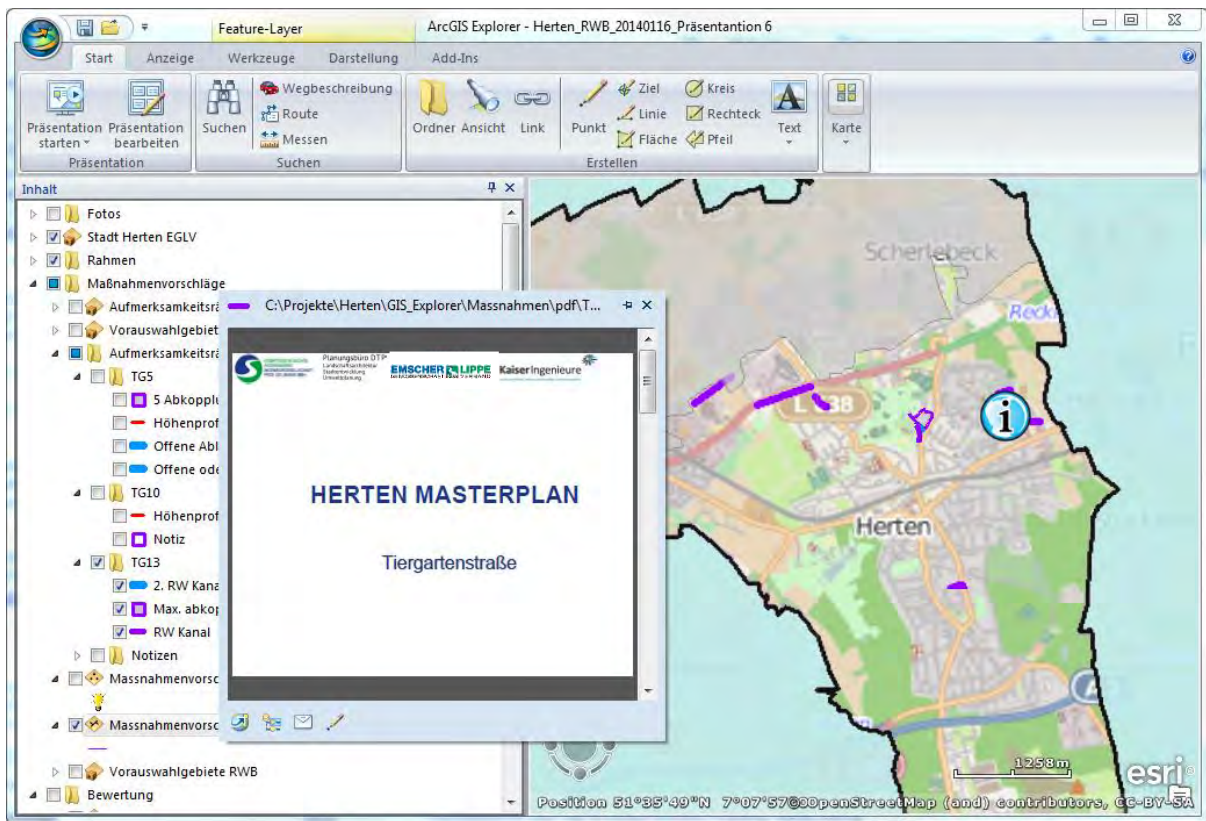 Feature-Layer
ArcGIS Explorer - Herten_RWB_20140116_Präsentantion 6
Start Anzeige Werkzeuge Darstellung Add-Ins
Präsentation starten
Präsentation bearbeiten
Präsentation
Suchen
Wegbeschreibung
Route
Messen
Suchen
Ordner Ansicht Link
Punkt
Ziel
Linie
Fläche
Kreis
Rechteck
Pfeil
Text
Erstellen
Karte
Inhalt
Fotos
Stadt Herten EGLV
Rahmen
Maßnahmenvorschläge
Aufmerksamkeitsrä
Vorauswahlgebiet
Aufmerksamkeitsrä
TG5
5 Abkopplu
Höhenprof
Offene Abl
Offene ode
TG10
Höhenprof
Notiz
TG13
2. RW Kana
Max. abkop
RW Kanal
Notizen
Massnahmenvorsc
Massnahmenvorsc
Vorauswahlgebiete RWB
Bewertung
C:\Projekte\Herten\GIS_Explorer\Massnahmen\pdf\T...
Planungsbüro DTP
Landschaftsarchitektur
Stadtentwicklung
Umweltplanung
EMSCHER LIPPE
Kaiser Ingenieure
HERTEN MASTERPLAN
Tiergartenstraße
Scherlebeck
Reckl
L 638
Herten
A
1258m
esri
Position 51°35'49"N 7°07'57 OpenStreetMap (and) contributors, CC-BY-SA